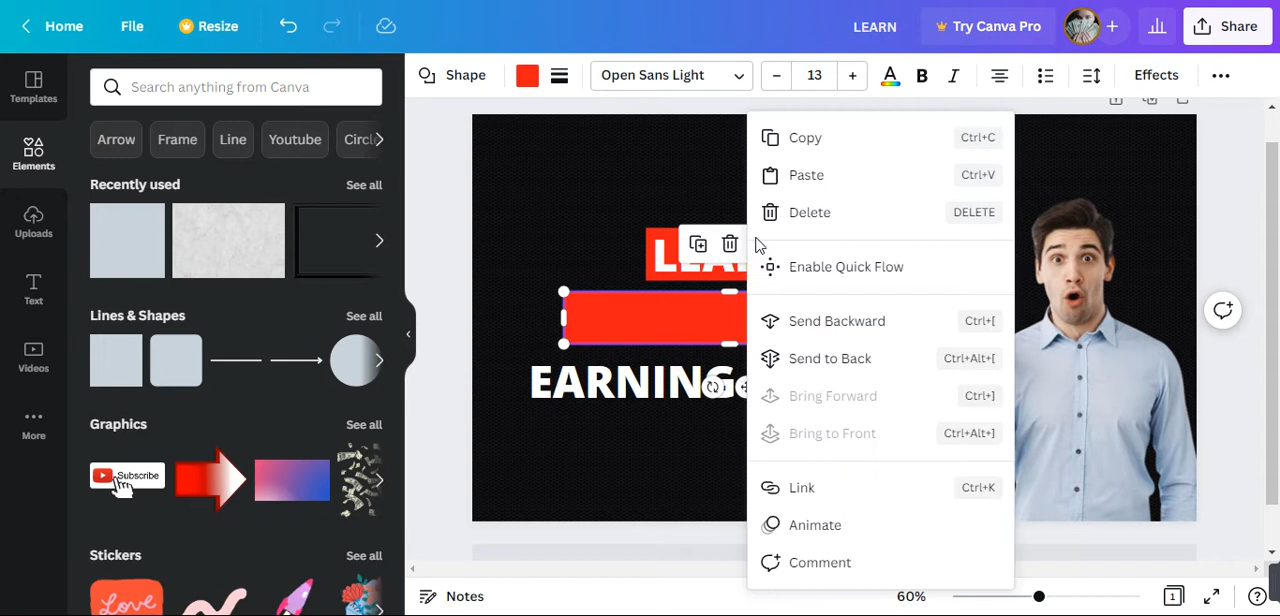 Home File Resize LEARN Try Canva Pro Share
Shape Open Sans Light 13 B I Effects
Search anything from Canva
Arrow Frame Line Youtube
Templates
Elements
Uploads
Text
Videos
More
Recently used See all
Lines & Shapes See all
Graphics See all
Subscribe
Stickers See all
Love
EARNING
Copy Ctrl+C
Paste Ctrl+V
Delete DELETE
Enable Quick Flow
Send Backward Ctrl+[
Send to Back Ctrl+Alt+[
Bring Forward Ctrl+]
Bring to Front Ctrl+Alt+]
Link Ctrl+K
Animate
Comment
Notes 60% 1 ?